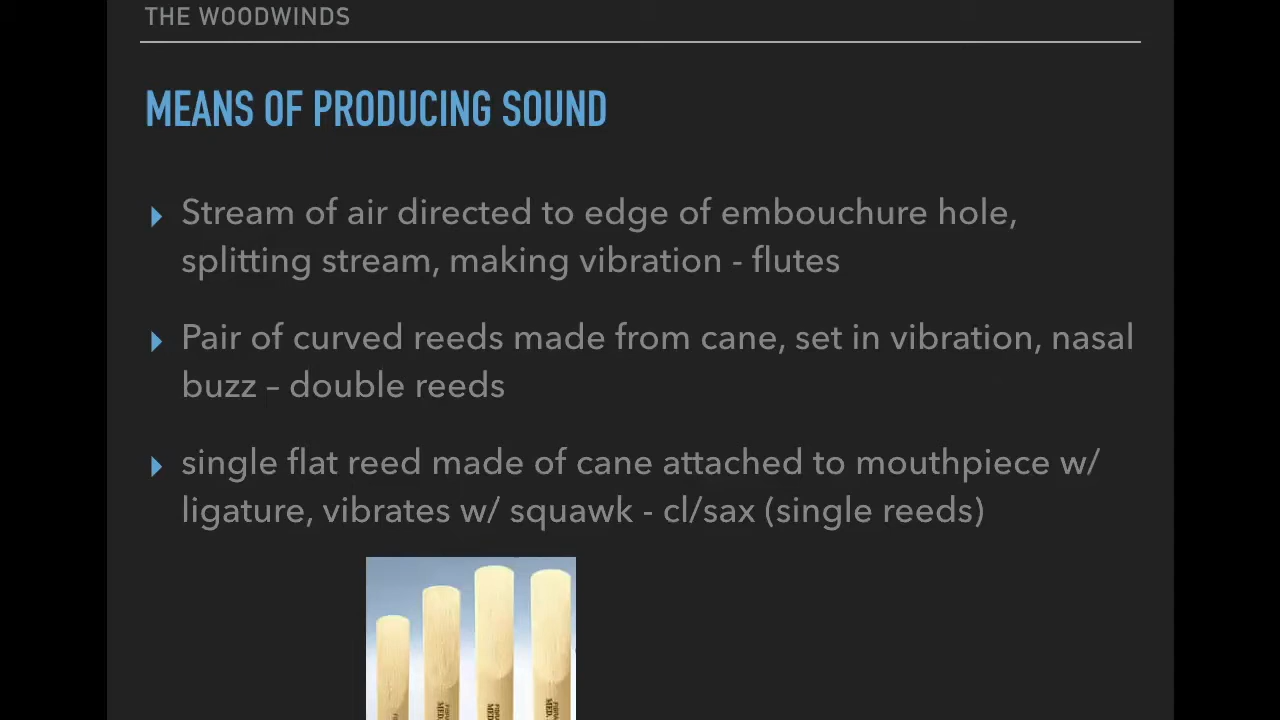 THE WOODWINDS
MEANS OF PRODUCING SOUND
Stream of air directed to edge of embouchure hole,
splitting stream, making vibration - flutes
Pair of curved reeds made from cane, set in vibration, nasal
buzz – double reeds
single flat reed made of cane attached to mouthpiece w/
ligature, vibrates w/ squawk - cl/sax (single reeds)